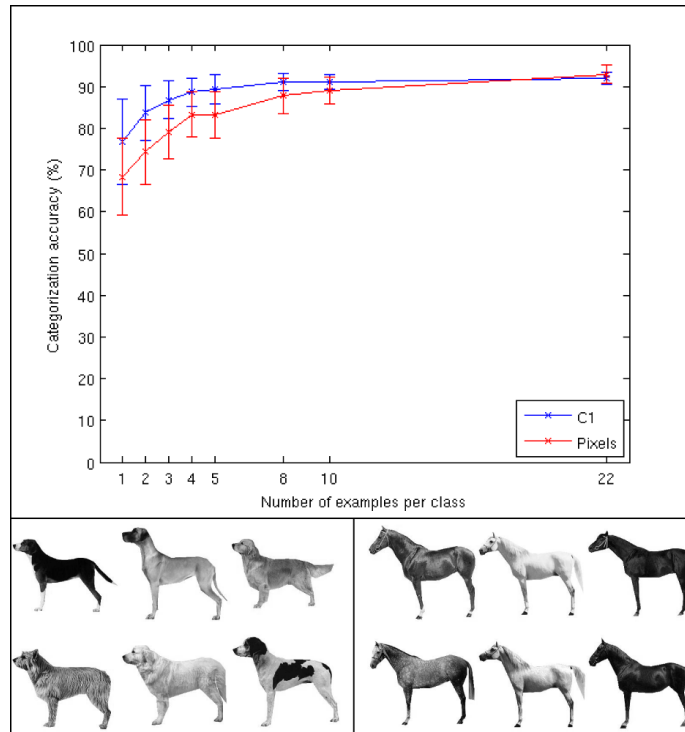 100
90
80
70
60
50
40
30
20
10
0
Categorization accuracy (%)
C1
Pixels
1 2 3 4 5 8 10 22
Number of examples per class